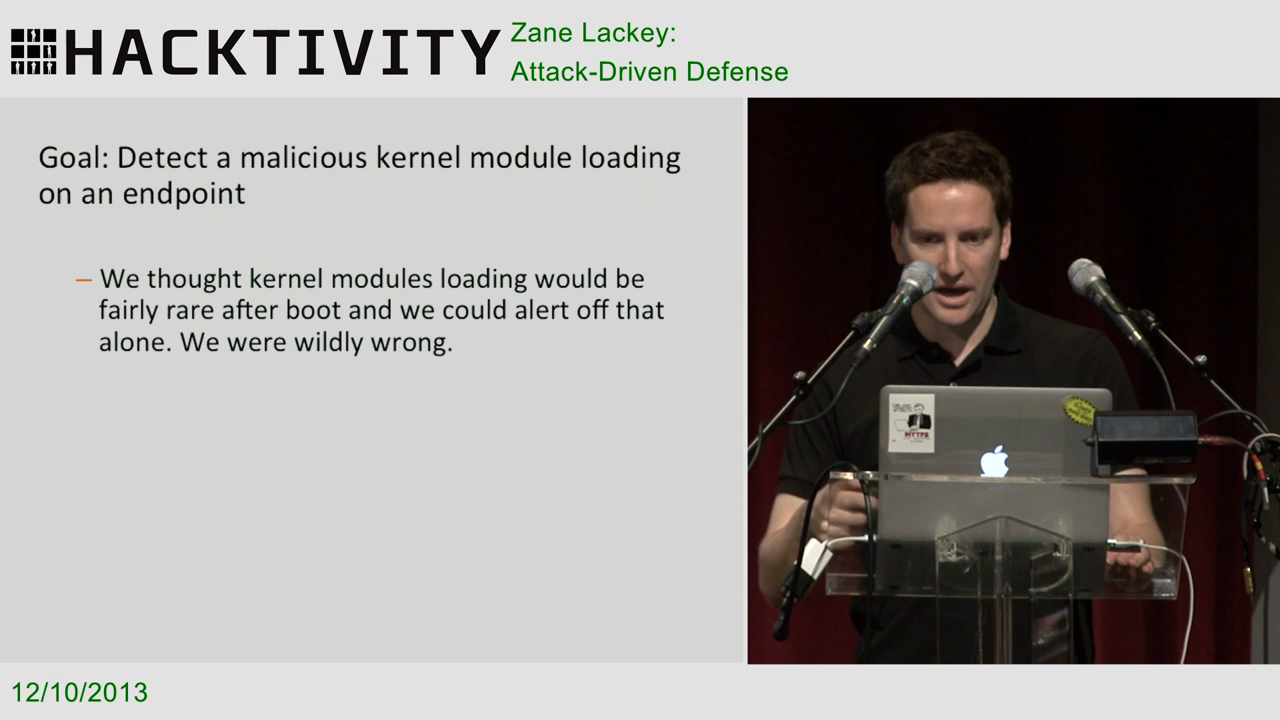 HACKTIVITY
Zane Lackey:
Attack-Driven Defense
Goal: Detect a malicious kernel module loading
on an endpoint
– We thought kernel modules loading would be
fairly rare after boot and we could alert off that
alone. We were wildly wrong.
HTTPS
12/10/2013